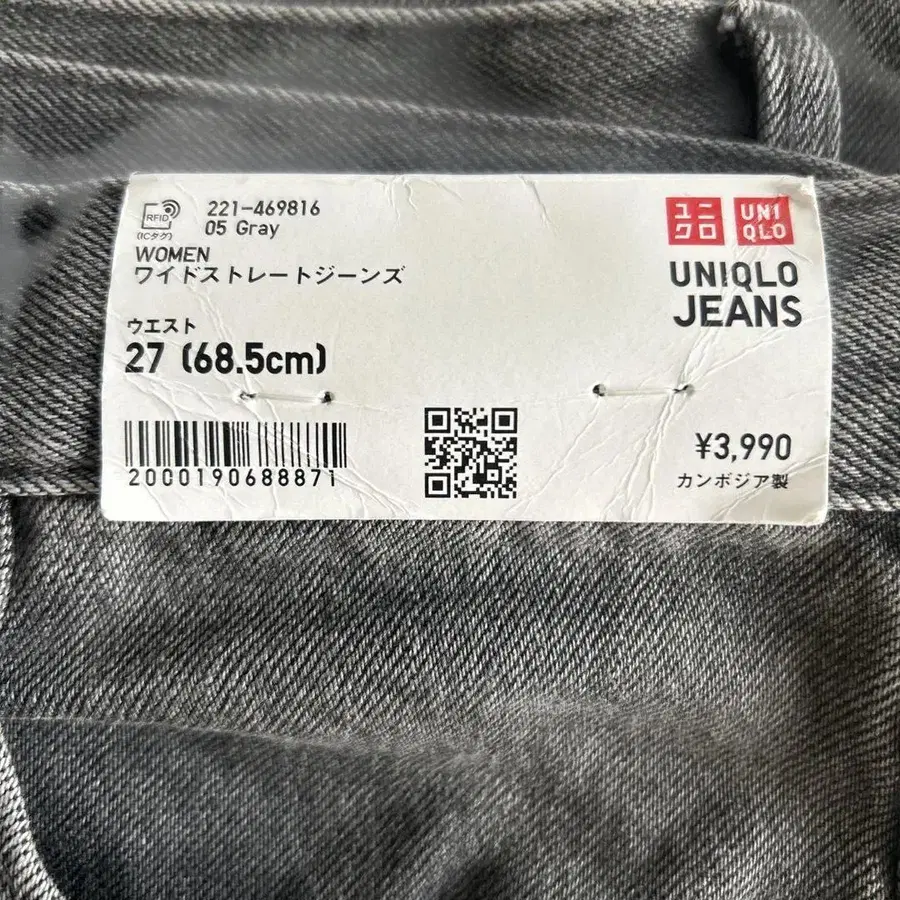 RFID
(ICタグ)
221-469816
05 Gray
WOMEN
ワイドストレートジーンズ
ウエスト
27 (68.5cm)
2000190688871
ユニ
クロ
UNI
QLO
UNIQLO
JEANS
¥3,990
カンボジア製